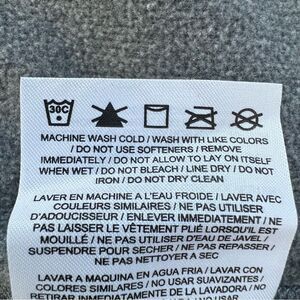 30C
MACHINE WASH COLD / WASH WITH LIKE COLORS
/ DO NOT USE SOFTENERS / REMOVE
IMMEDIATELY / DO NOT ALLOW TO LAY ON ITSELF
WHEN WET / DO NOT BLEACH / LINE DRY / DO NOT
IRON / DO NOT DRY CLEAN
LAVER EN MACHINE A L'EAU FROIDE / LAVER AVEC
COULEURS SIMILAIRES / NE PAS UTILISER
D'ADOUCISSEUR / ENLEVER IMMEDIATEMENT / NE
PAS LAISSER LE VÊTEMENT PLIÉ LORSQU'IL EST
MOUILLÉ / NE PAS UTILISER D'EAU DE JAVEL /
SUSPENDRE POUR SÉCHER / NE PAS REPASSER /
NE PAS NETTOYER A SEC
LAVAR A MAQUINA EN AGUA FRIA / LAVAR CON
COLORES SIMILARES / NO USAR SUAVIZANTES /
RETIRAR INMEDIATAMENTE DE LA LAVADORA / NO